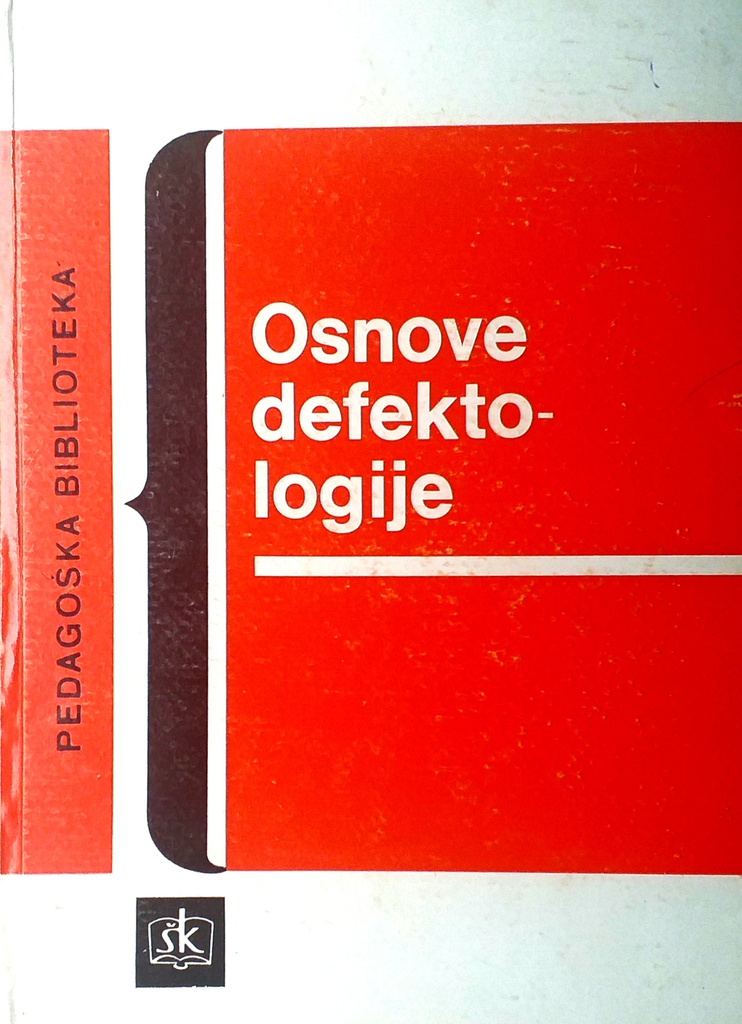 PEDAGOŠKA BIBLIOTEKA
Osnove
defekto-
logije
ŠK